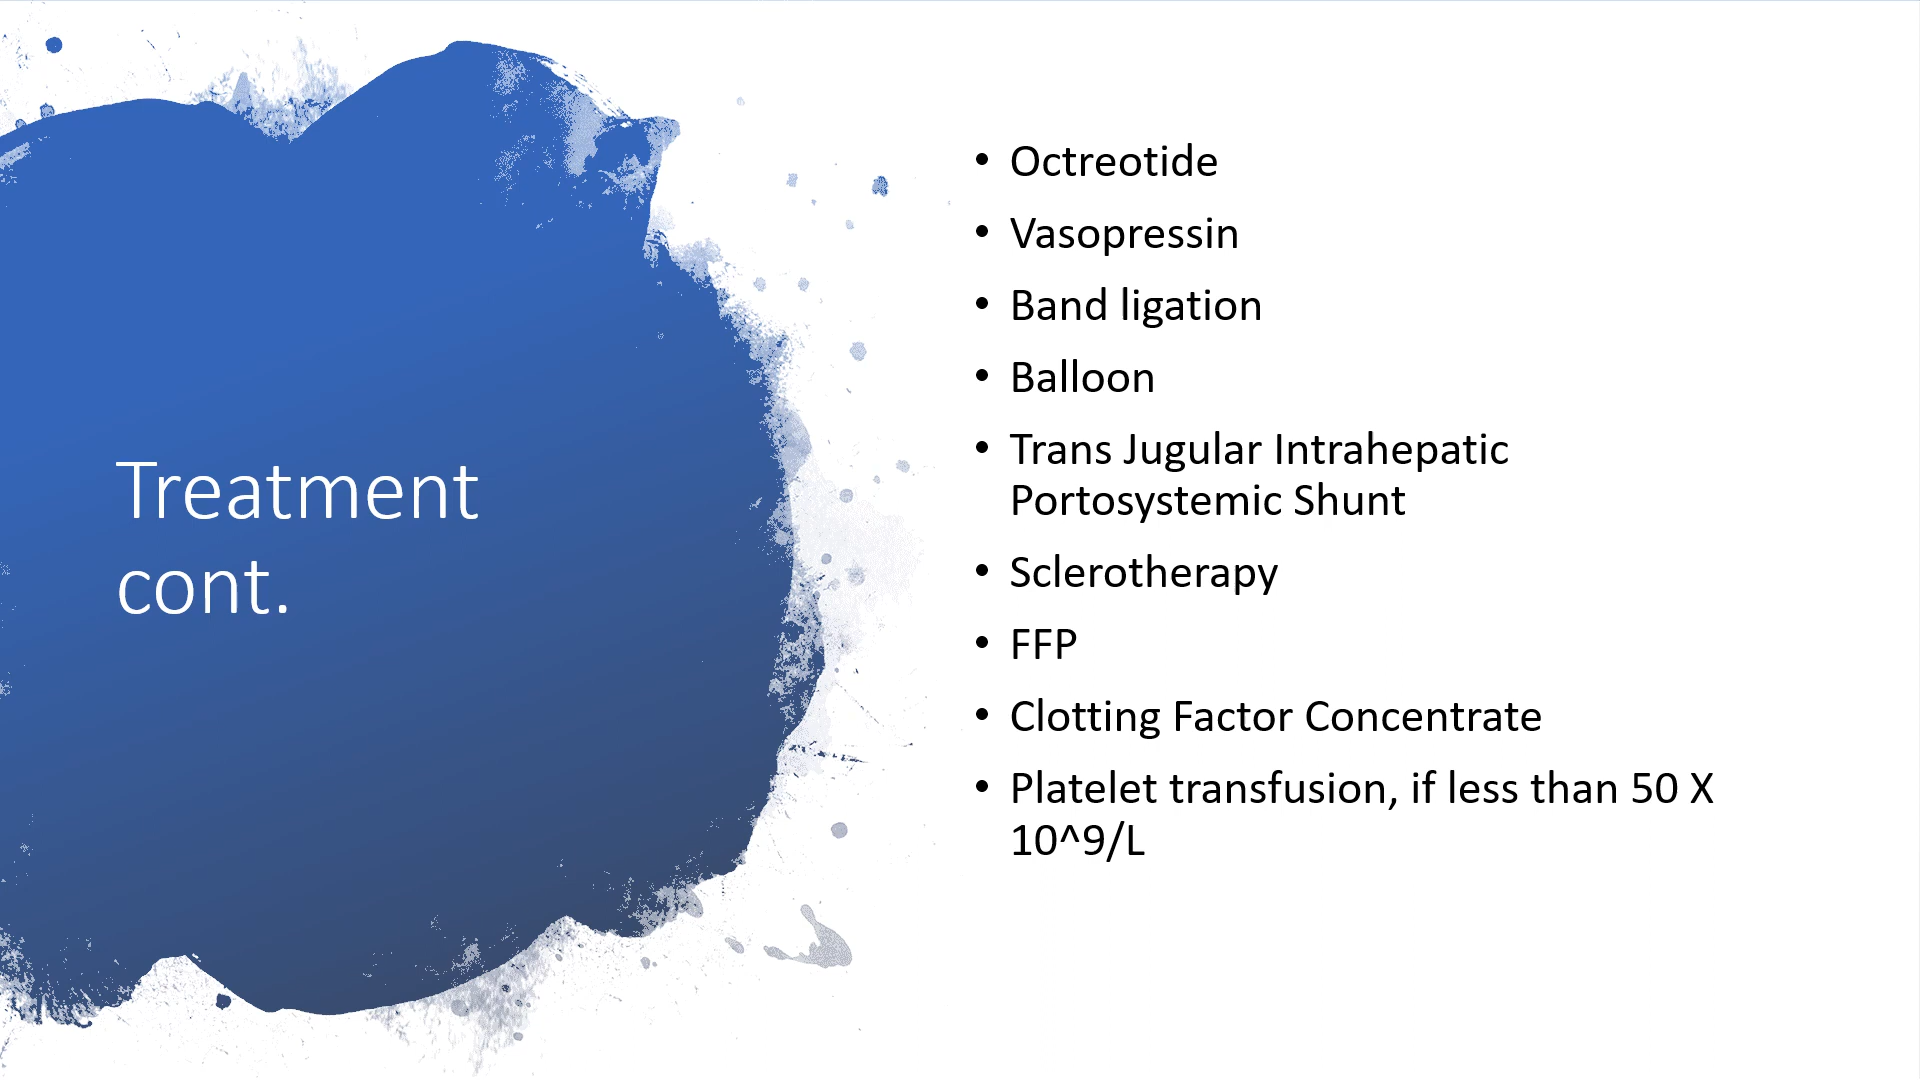 Treatment
cont.
• Octreotide
• Vasopressin
• Band ligation
• Balloon
• Trans Jugular Intrahepatic
Portosystemic Shunt
• Sclerotherapy
• FFP
• Clotting Factor Concentrate
• Platelet transfusion, if less than 50 X
10^9/L